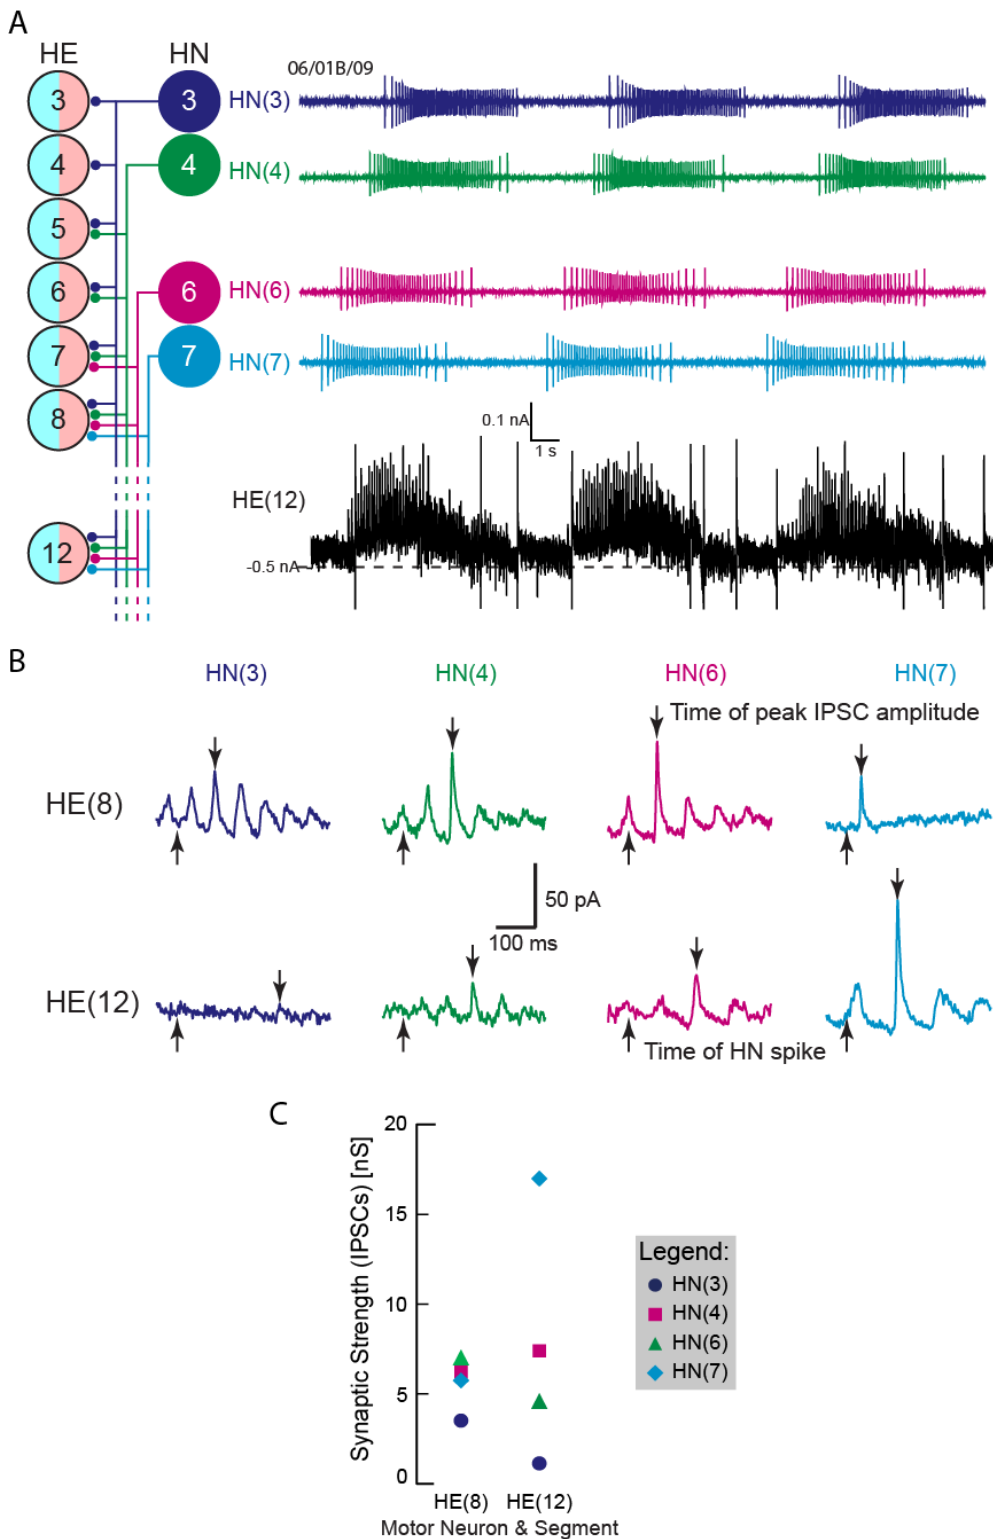 A
HE HN
3 3
4 4
5
6 6
7 7
8
12
06/01B/09
HN(3)
HN(4)
HN(6)
HN(7)
0.1 nA
1 s
HE(12)
-0.5 nA
B
HN(3) HN(4) HN(6) HN(7)
Time of peak IPSC amplitude
HE(8)
50 pA
100 ms
HE(12)
Time of HN spike
C
Synaptic Strength (IPSCs) [nS]
20
15
10
5
0
HE(8) HE(12)
Motor Neuron & Segment
Legend:
HN(3)
HN(4)
HN(6)
HN(7)